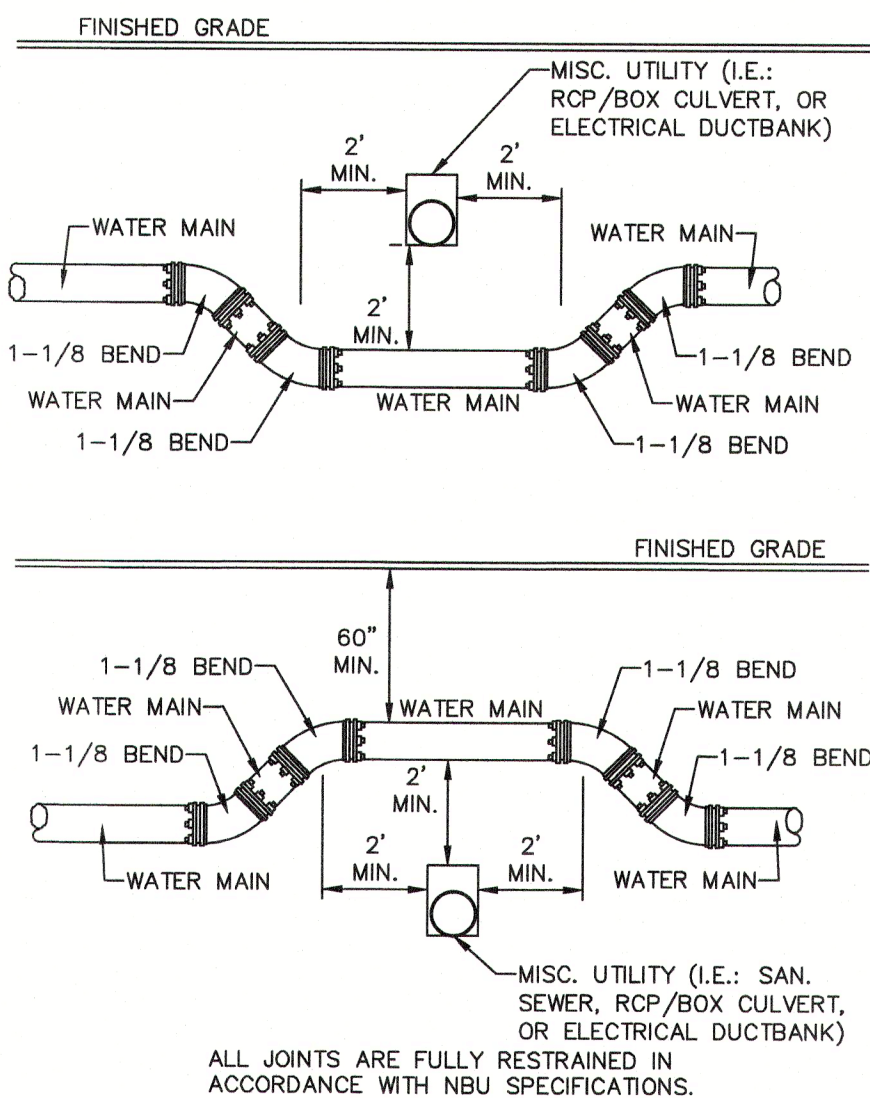 FINISHED GRADE
MISC. UTILITY (I.E.:
RCP/BOX CULVERT, OR
ELECTRICAL DUCTBANK)
2'
MIN.
2'
MIN.
WATER MAIN
WATER MAIN
2'
MIN.
1-1/8 BEND
1-1/8 BEND
WATER MAIN
WATER MAIN
WATER MAIN
1-1/8 BEND
1-1/8 BEND
FINISHED GRADE
60"
MIN.
1-1/8 BEND
1-1/8 BEND
WATER MAIN
WATER MAIN
WATER MAIN
1-1/8 BEND
1-1/8 BEND
2'
MIN.
2'
MIN.
2'
MIN.
WATER MAIN
WATER MAIN
MISC. UTILITY (I.E.: SAN.
SEWER, RCP/BOX CULVERT,
OR ELECTRICAL DUCTBANK)
ALL JOINTS ARE FULLY RESTRAINED IN
ACCORDANCE WITH NBU SPECIFICATIONS.